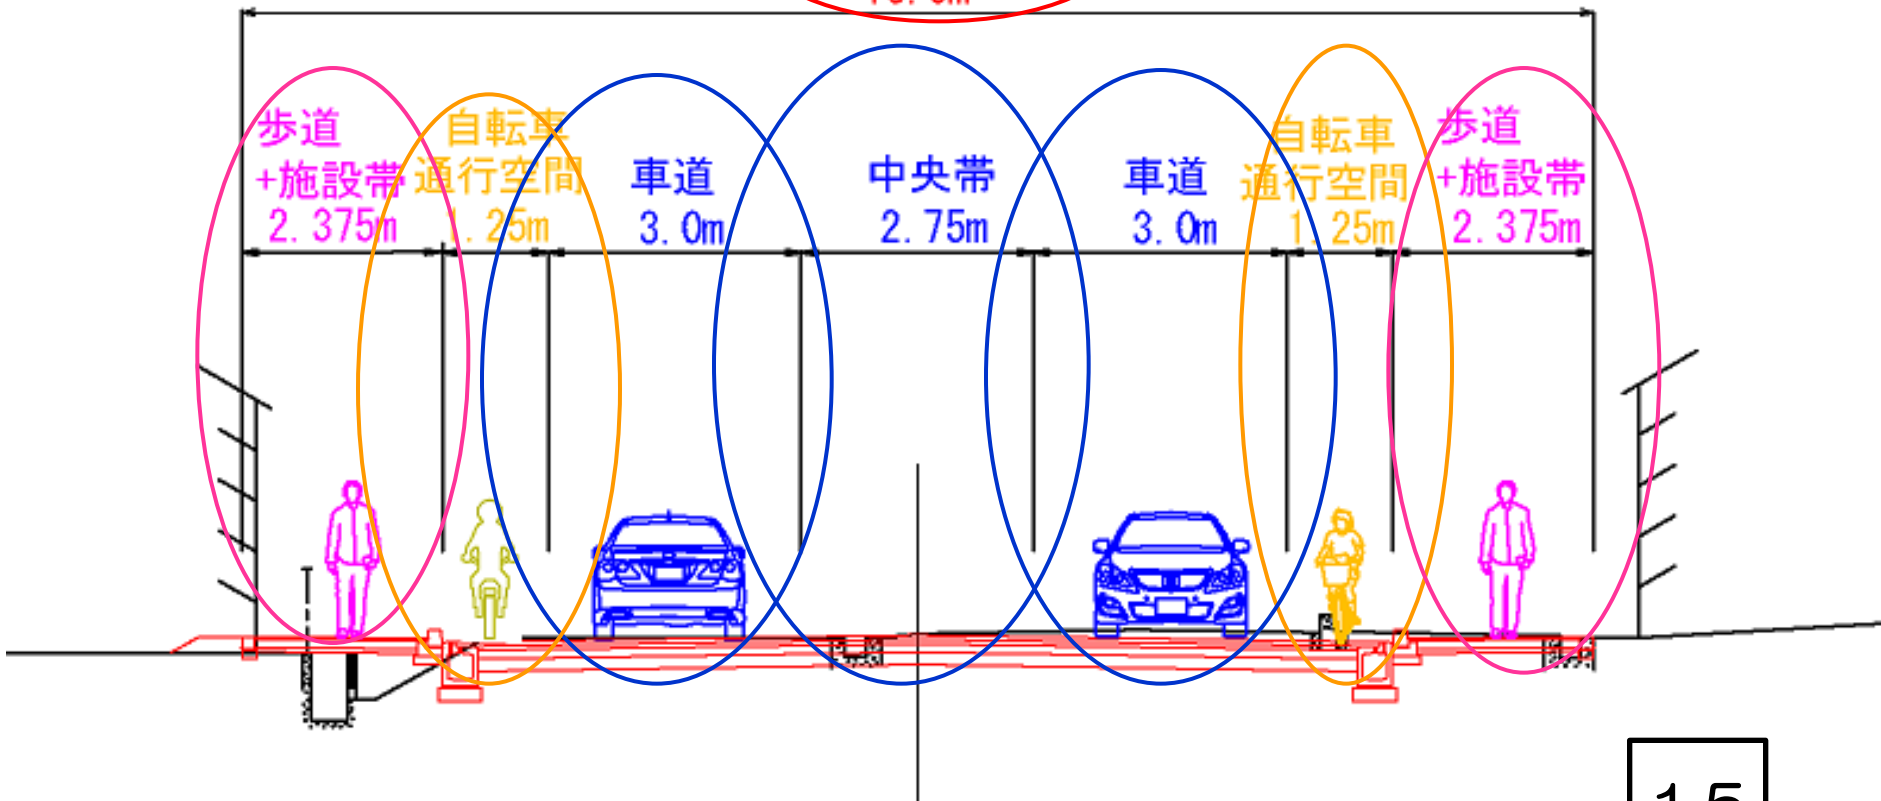 歩道
+施設帯
2.375m
自転車
通行空間
1.25m
車道
3.0m
中央帯
2.75m
車道
3.0m
自転車
通行空間
1.25m
歩道
+施設帯
2.375m
15